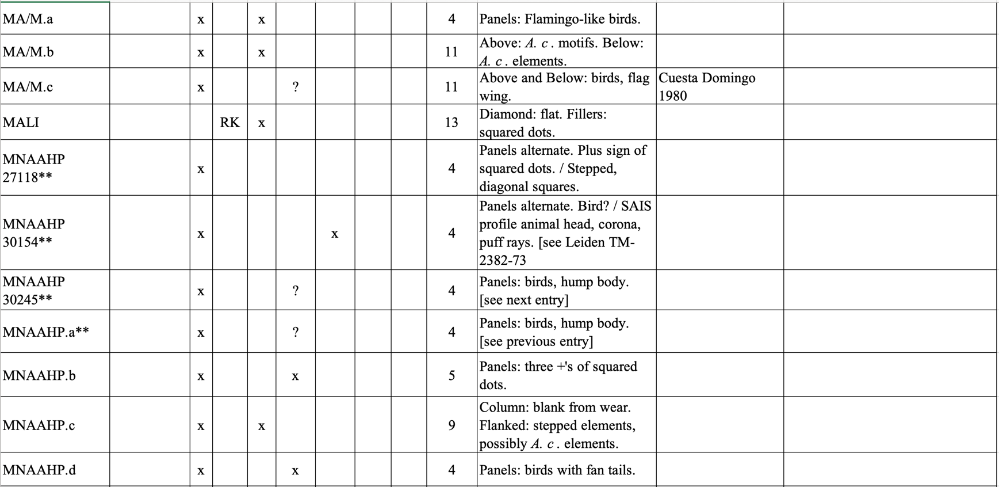 MA/M.a x x 4 Panels: Flamingo-like birds.
MA/M.b x x 11 Above: A. c . motifs. Below:
A. c . elements.
MA/M.c x ? 11 Above and Below: birds, flag
wing.
Cuesta Domingo
1980
MALI RK x 13 Diamond: flat. Fillers:
squared dots.
MNAAHP
27118**
x 4 Panels alternate. Plus sign of
squared dots. / Stepped,
diagonal squares.
MNAAHP
30154**
x x 4 Panels alternate. Bird? / SAIS
profile animal head, corona,
puff rays. [see Leiden TM-
2382-73
MNAAHP
30245**
x ? 4 Panels: birds, hump body.
[see next entry]
MNAAHP.a** x ? 4 Panels: birds, hump body.
[see previous entry]
MNAAHP.b x x 5 Panels: three +'s of squared
dots.
MNAAHP.c x x 9 Column: blank from wear.
Flanked: stepped elements,
possibly A. c . elements.
MNAAHP.d x x 4 Panels: birds with fan tails.